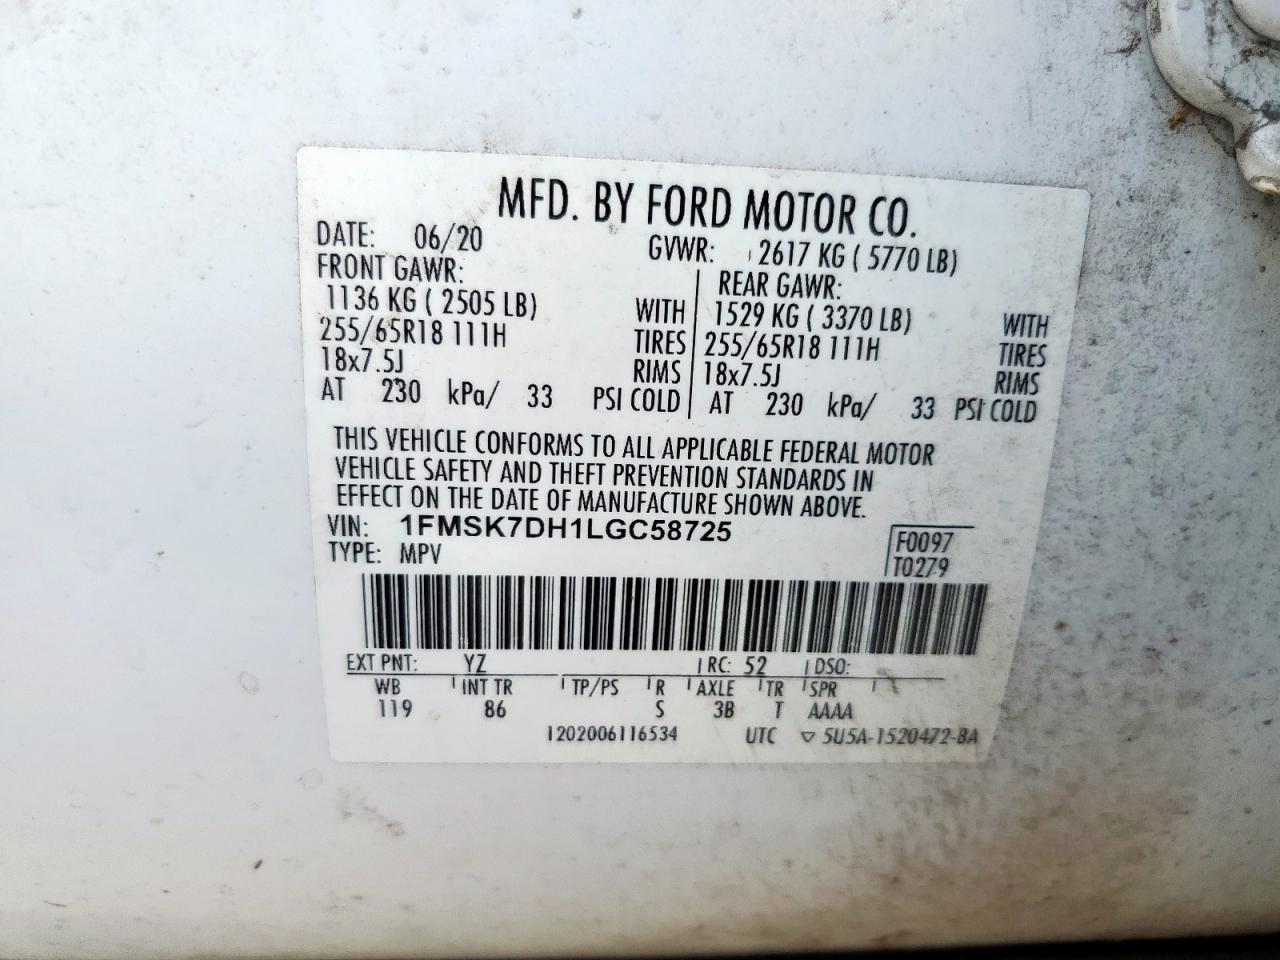 MFD. BY FORD MOTOR CO.
DATE: 06/20 GVWR: 2617 KG ( 5770 LB)
FRONT GAWR: REAR GAWR:
1136 KG ( 2505 LB) WITH 1529 KG ( 3370 LB) WITH
255/65R18 111H TIRES 255/65R18 111H TIRES
18x7.5J RIMS 18x7.5J RIMS
AT 230 kPa/ 33 PSI COLD AT 230 kPa/ 33 PSI COLD
THIS VEHICLE CONFORMS TO ALL APPLICABLE FEDERAL MOTOR
VEHICLE SAFETY AND THEFT PREVENTION STANDARDS IN
EFFECT ON THE DATE OF MANUFACTURE SHOWN ABOVE.
VIN: 1FMSK7DH1LGC58725
TYPE: MPV
F0097
T0279
EXT PNT: YZ RC: 52 DSO:
WB INT TR TP/PS R AXLE TR SPR
119 86 S 3B T AAAA
1202006116534 UTC ▽ 5U5A-1520472-BA